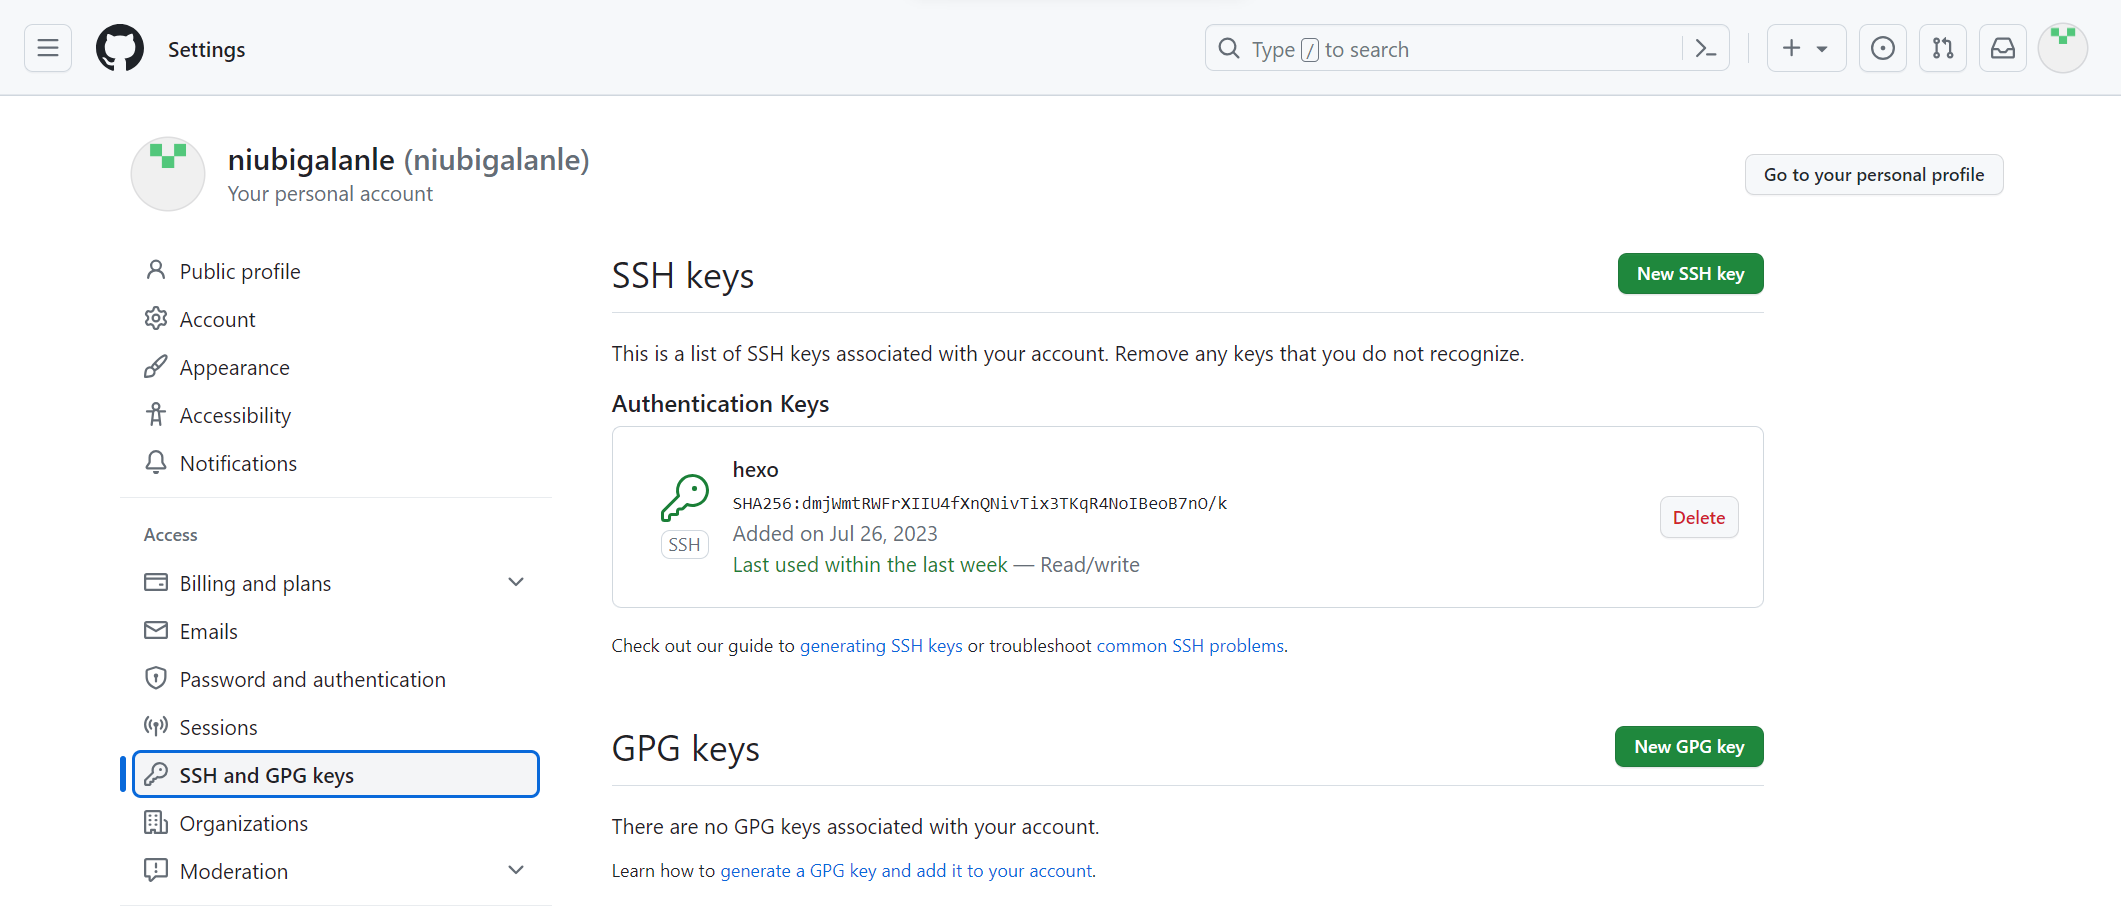 Settings
Type / to search
niubigalanle (niubigalanle)
Your personal account
Go to your personal profile
Public profile
Account
Appearance
Accessibility
Notifications
Access
Billing and plans
Emails
Password and authentication
Sessions
SSH and GPG keys
Organizations
Moderation
SSH keys
New SSH key
This is a list of SSH keys associated with your account. Remove any keys that you do not recognize.
Authentication Keys
hexo
SHA256:dmjWmtRWFrXIIU4fXnQNivTix3TKqR4NoIBeoB7nO/k
SSH
Added on Jul 26, 2023
Last used within the last week — Read/write
Delete
Check out our guide to generating SSH keys or troubleshoot common SSH problems.
GPG keys
New GPG key
There are no GPG keys associated with your account.
Learn how to generate a GPG key and add it to your account.